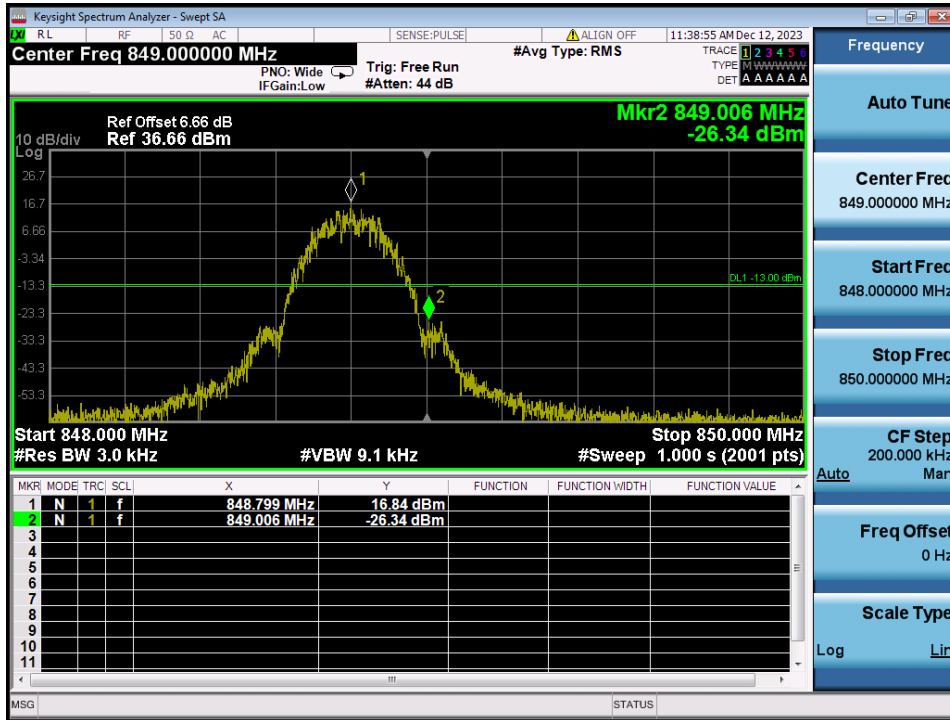 Keysight Spectrum Analyzer - Swept SA
LXI RL RF 50 Ω AC SENSE:PULSE ALIGN OFF 11:38:55 AM Dec 12, 2023
Center Freq 849.000000 MHz
PNO: Wide
IFGain:Low
Trig: Free Run
#Atten: 44 dB
#Avg Type: RMS
TRACE 1 2 3 4 5 6
TYPE M W W W W W
DET A A A A A A
Mkr2 849.006 MHz
-26.34 dBm
Ref Offset 6.66 dB
10 dB/div Ref 36.66 dBm
Log
26.7
16.7
6.66
-3.34
-13.3
-23.3
-33.3
-43.3
-53.3
1
DL1 -13.00 dBm
2
Start 848.000 MHz Stop 850.000 MHz
#Res BW 3.0 kHz #VBW 9.1 kHz #Sweep 1.000 s (2001 pts)
MKR MODE TRC SCL X Y FUNCTION FUNCTION WIDTH FUNCTION VALUE
1 N 1 f 848.799 MHz 16.84 dBm
2 N 1 f 849.006 MHz -26.34 dBm
3
4
5
6
7
8
9
10
11
MSG STATUS
Frequency
Auto Tune
Center Freq
849.000000 MHz
Start Freq
848.000000 MHz
Stop Freq
850.000000 MHz
CF Step
200.000 kHz
Auto Man
Freq Offset
0 Hz
Scale Type
Log Lin